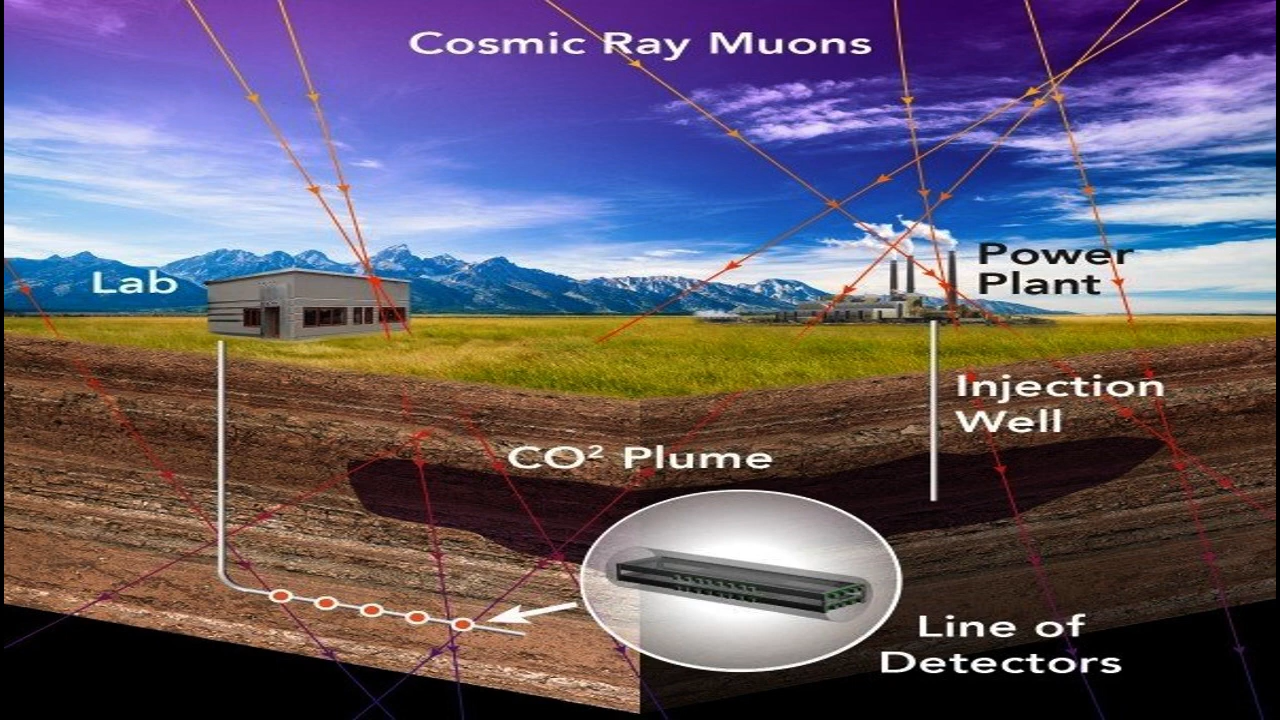 Cosmic Ray Muons
Lab
Power
Plant
Injection
Well
CO² Plume
Line of
Detectors